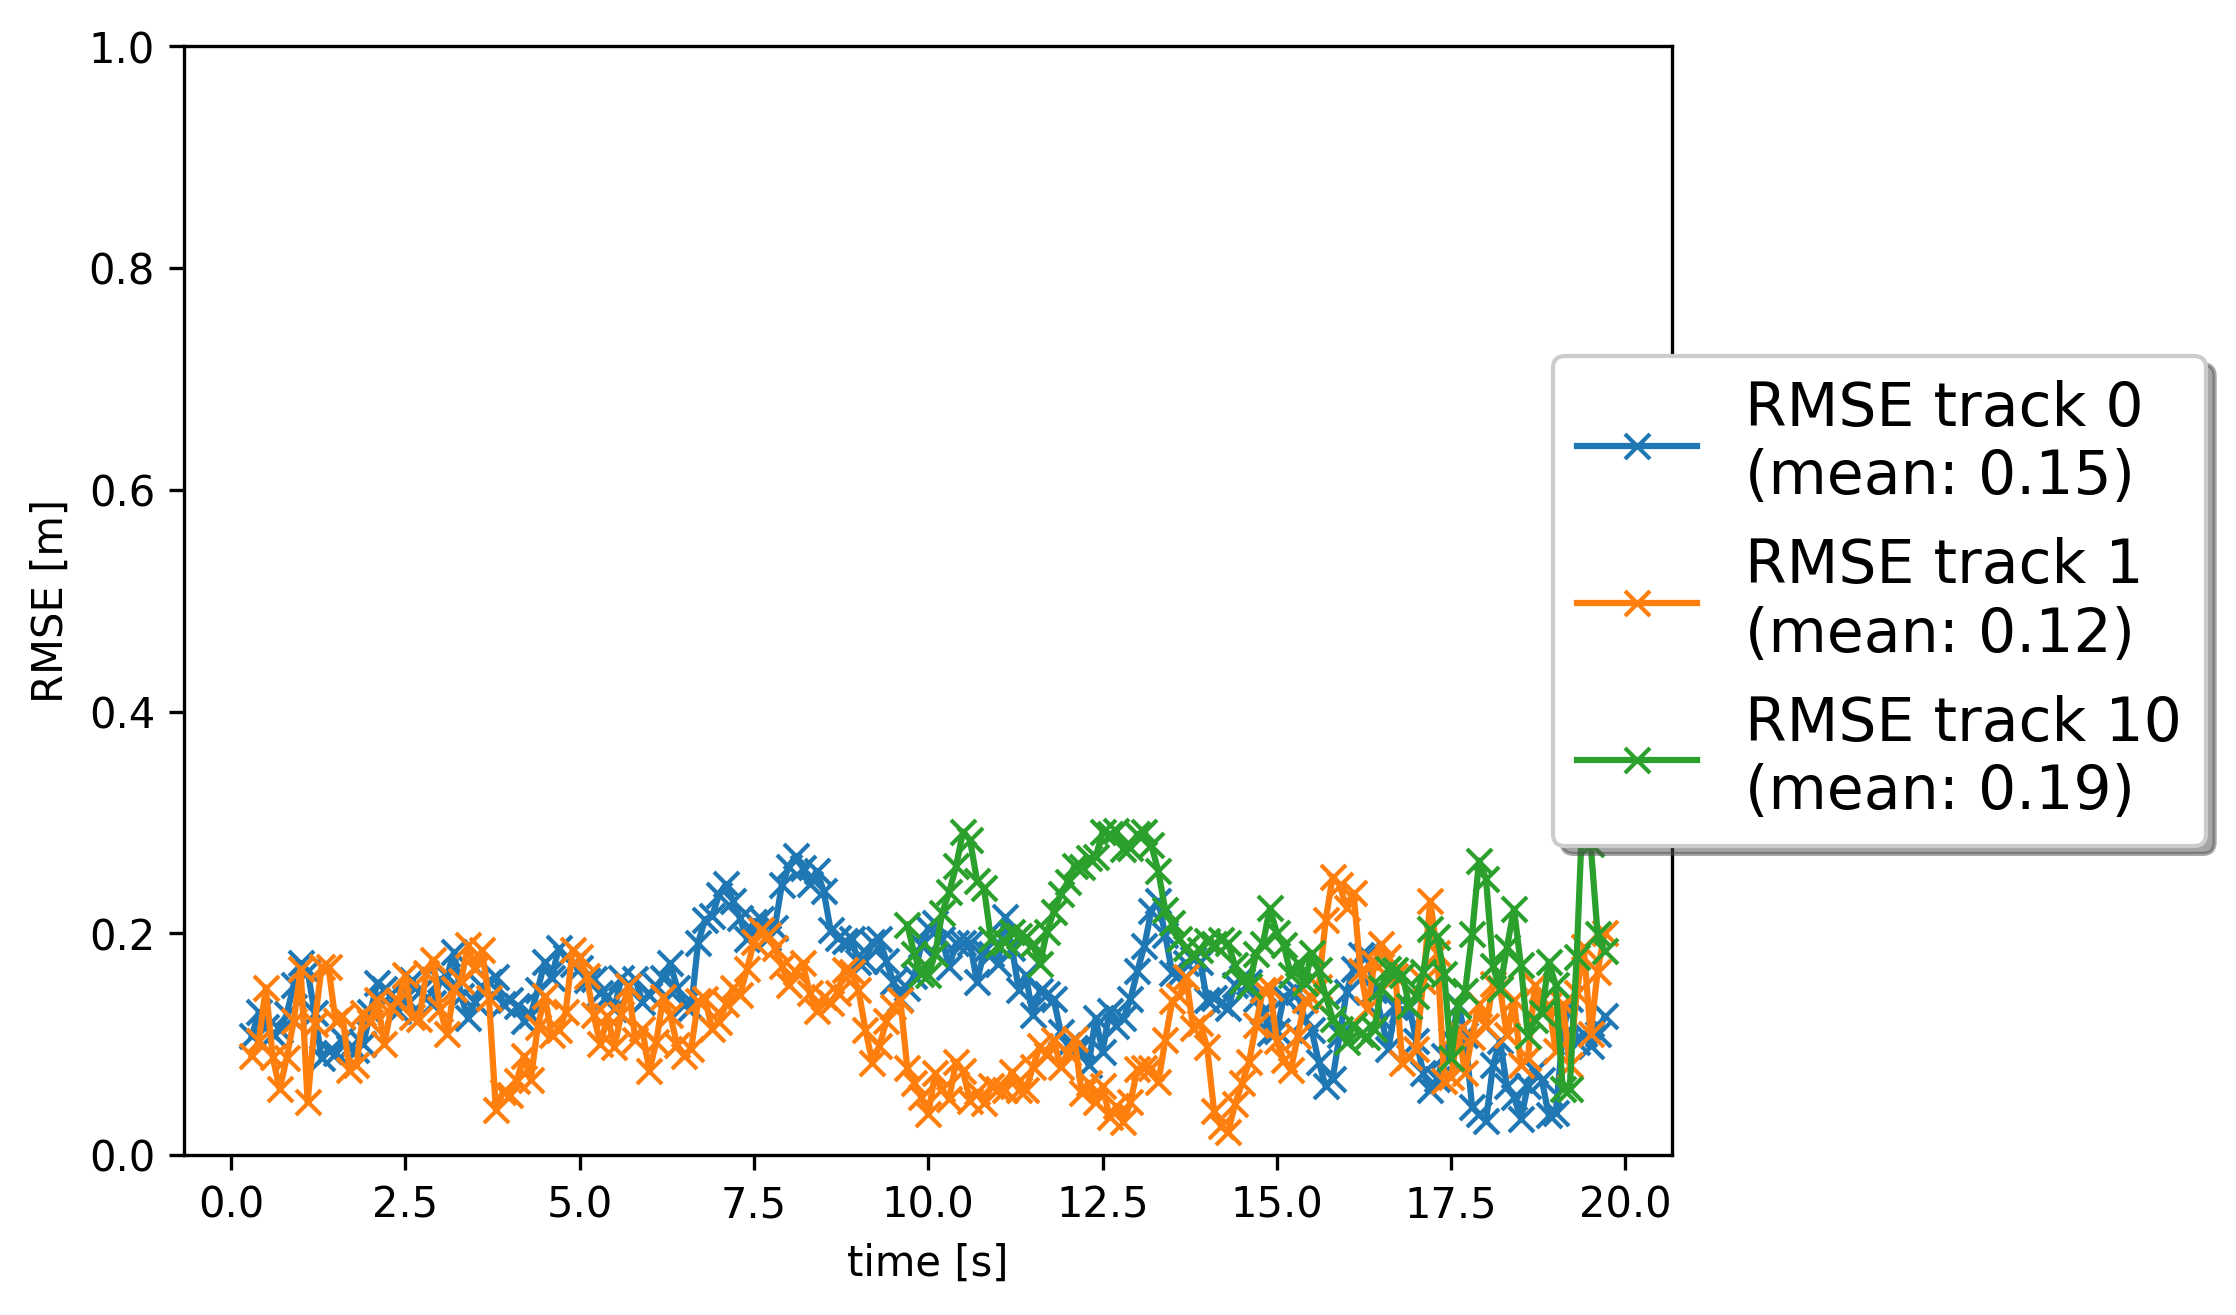 1.0
0.8
0.6
0.4
0.2
0.0
RMSE [m]
0.0 2.5 5.0 7.5 10.0 12.5 15.0 17.5 20.0
time [s]
RMSE track 0
(mean: 0.15)
RMSE track 1
(mean: 0.12)
RMSE track 10
(mean: 0.19)